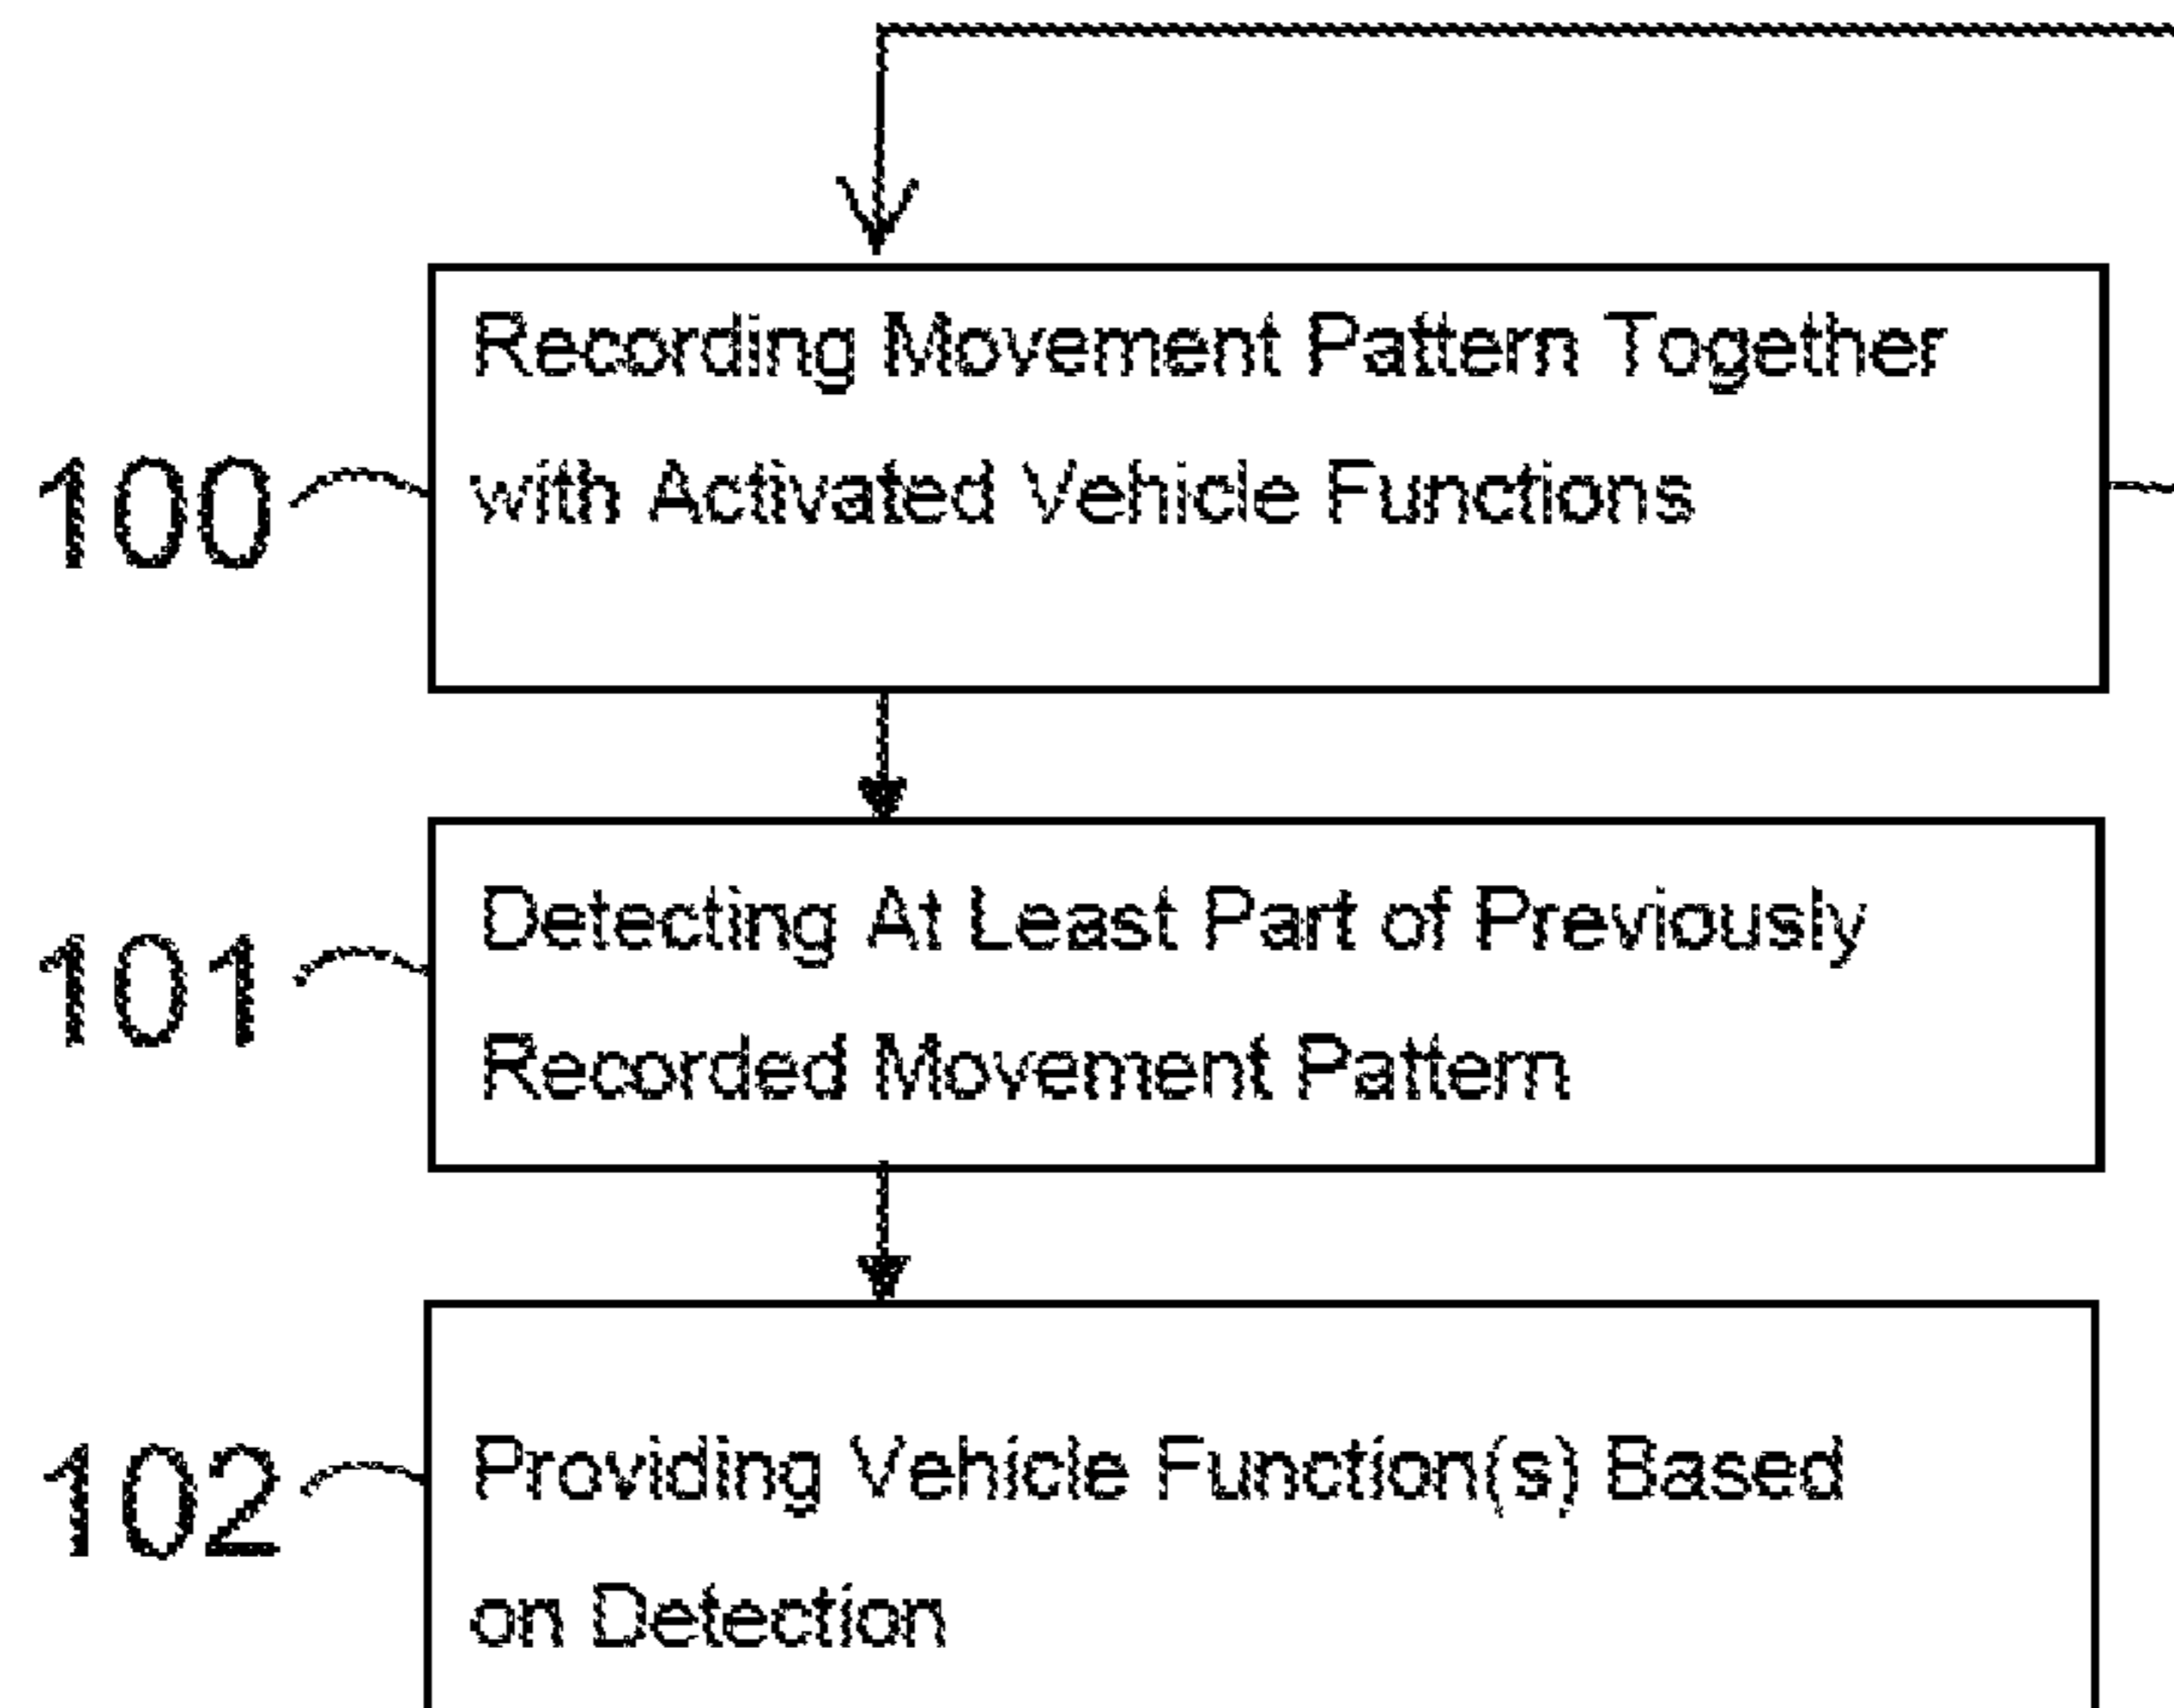 Recording Movement Pattern Together
with Activated Vehicle Functions
100
Detecting At Least Part of Previously
Recorded Movement Pattern
101
Providing Vehicle Function(s) Based
on Detection
102